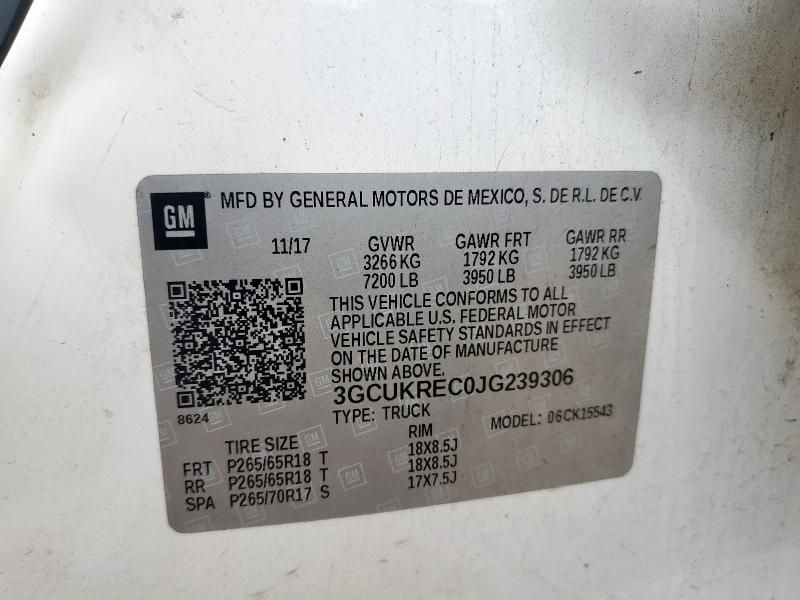 GM ® MFD BY GENERAL MOTORS DE MEXICO, S. DE R.L. DE C.V.
11/17 GVWR GAWR FRT GAWR RR
3266 KG 1792 KG 1792 KG
7200 LB 3950 LB 3950 LB
THIS VEHICLE CONFORMS TO ALL
APPLICABLE U.S. FEDERAL MOTOR
VEHICLE SAFETY STANDARDS IN EFFECT
ON THE DATE OF MANUFACTURE
SHOWN ABOVE.
3GCUKREC0JG239306
8624 TYPE: TRUCK MODEL: 06CK15543
TIRE SIZE RIM
FRT P265/65R18 T 18X8.5J
RR P265/65R18 T 18X8.5J
SPA P265/70R17 S 17X7.5J